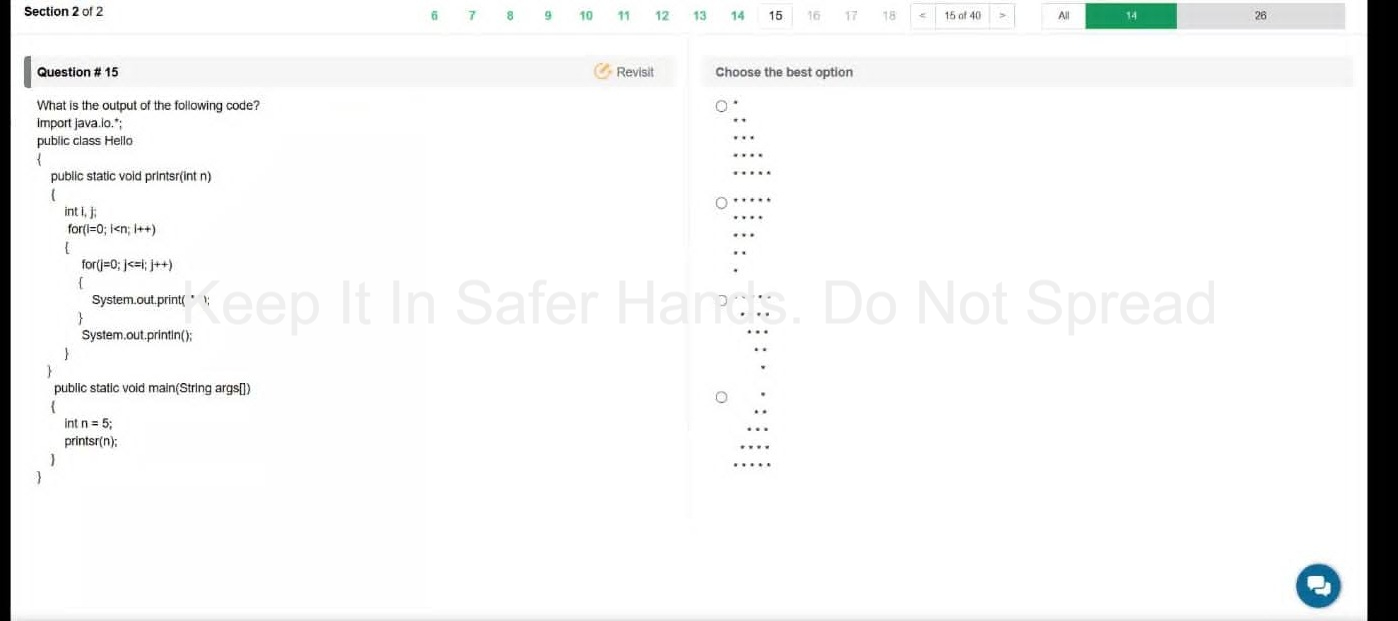 Section 2 of 2
6 7 8 9 10 11 12 13 14 15 16 17 18 < 15 of 40 > All 14 26
Question # 15
Revisit
What is the output of the following code?
import java.io.*;
public class Hello
{
public static void printsr(int n)
{
int i, j;
for(i=0; i<n; i++)
{
for(j=0; j<=i; j++)
{
System.out.print( "* " );
}
System.out.println();
}
}
public static void main(String args[])
{
int n = 5;
printsr(n);
}
}
Choose the best option
*
* *
* * *
* * * *
* * * * *
* * * * *
* * * *
* * *
* *
*
* * * * *
* * * *
* * *
* *
*
*
* *
* * *
* * * *
* * * * *
Keep It In Safer Hands. Do Not Spread